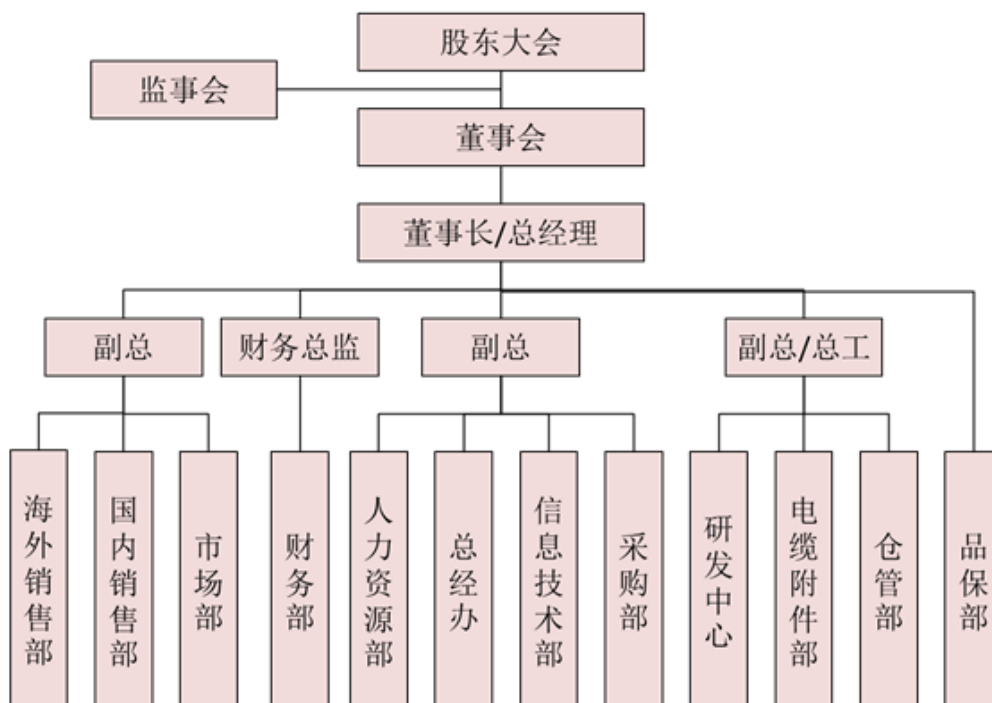 股东大会
监事会
董事会
董事长/总经理
副总
财务总监
副总
副总/总工
海外销售部
国内销售部
市场部
财务部
人力资源部
总经办
信息技术部
采购部
研发中心
电缆附件部
仓管部
品保部